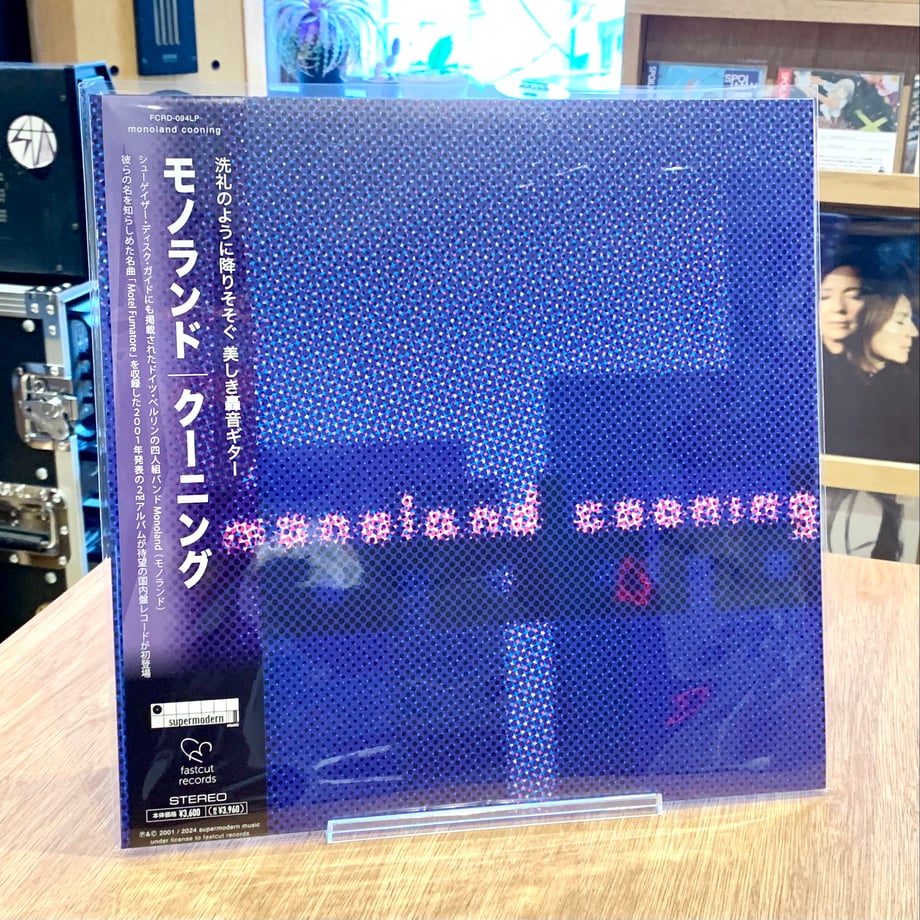 FCRD-094LP
monoland cooning
洗礼のように降りそそぐ 美しき轟音ギター
モノランド｜クーニング
シューゲイザー・ディスク・ガイドにも掲載されたドイツ・ベルリンの四人組バンド Monoland（モノランド）
彼らの名を知らしめた名曲「Motel Fumatore」を収録した2001年発表の2ndアルバムが待望の国内盤レコードが初登場
monoland cooning
supermodern
fastcut
records
STEREO
本体価格 ¥3,600 (税込¥3,960)
℗&© 2001 / 2024 supermodern music
under license to fastcut records